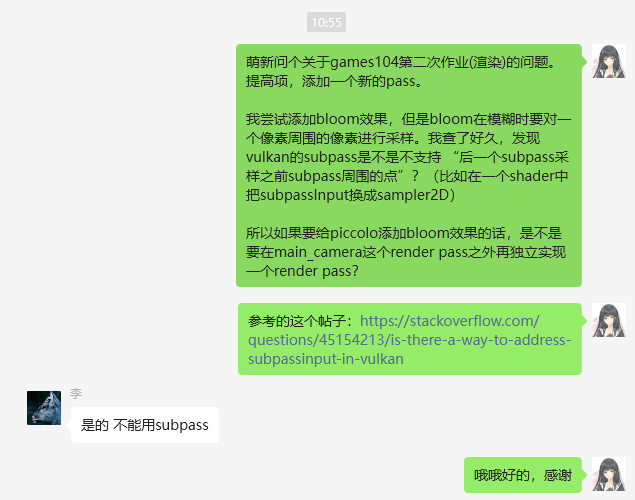 10:55
萌新问个关于games104第二次作业(渲染)的问题。
提高项，添加一个新的pass。
我尝试添加bloom效果，但是bloom在模糊时要对一
个像素周围的像素进行采样。我查了好久，发现
vulkan的subpass是不是不支持 “后一个subpass采
样之前subpass周围的点”？（比如在一个shader中
把subpassInput换成sampler2D）
所以如果要给piccolo添加bloom效果的话，是不是
要在main_camera这个render pass之外再独立实现
一个render pass?
参考的这个帖子：https://stackoverflow.com/
questions/45154213/is-there-a-way-to-address-
subpassinput-in-vulkan
李
是的 不能用subpass
哦哦好的，感谢